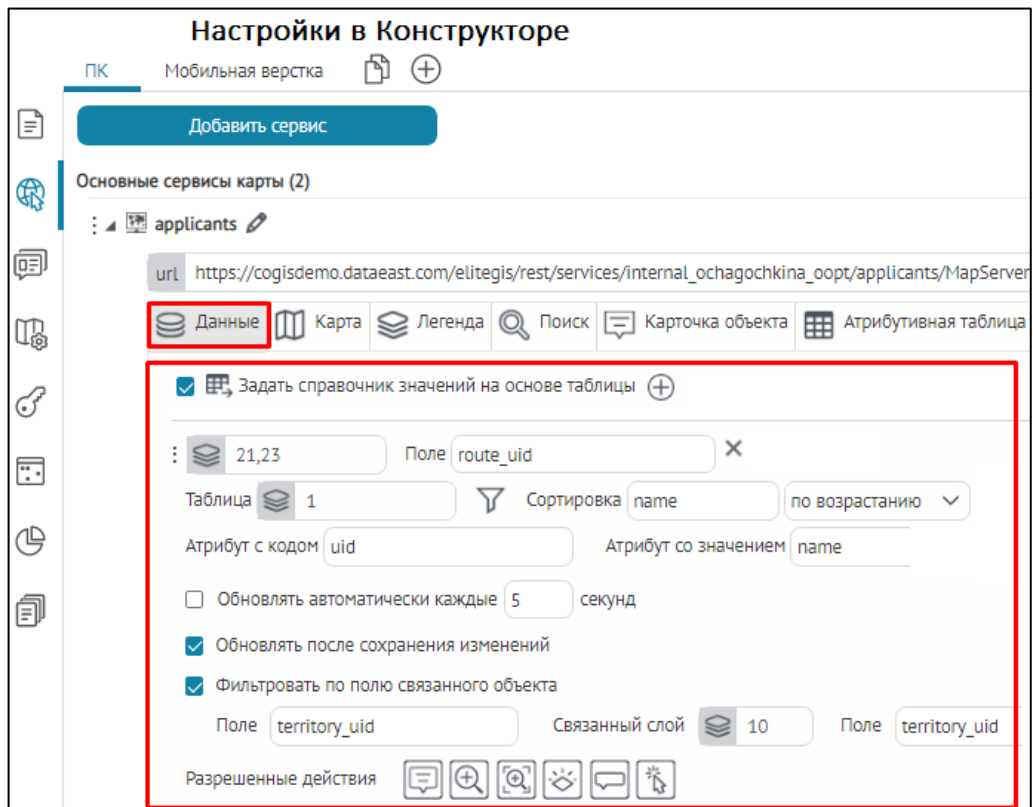 Настройки в Конструкторе
ПК Мобильная верстка
Добавить сервис
Основные сервисы карты (2)
applicants
url https://cogisdemo.dataeast.com/elitegis/rest/services/internal_ochagochkina_oopt/applicants/MapServer
Данные Карта Легенда Поиск Карточка объекта Атрибутивная таблица
Задать справочник значений на основе таблицы
21,23 Поле route_uid
Таблица 1 Сортировка name по возрастанию
Атрибут с кодом uid Атрибут со значением name
Обновлять автоматически каждые 5 секунд
Обновлять после сохранения изменений
Фильтровать по полю связанного объекта
Поле territory_uid Связанный слой 10 Поле territory_uid
Разрешенные действия